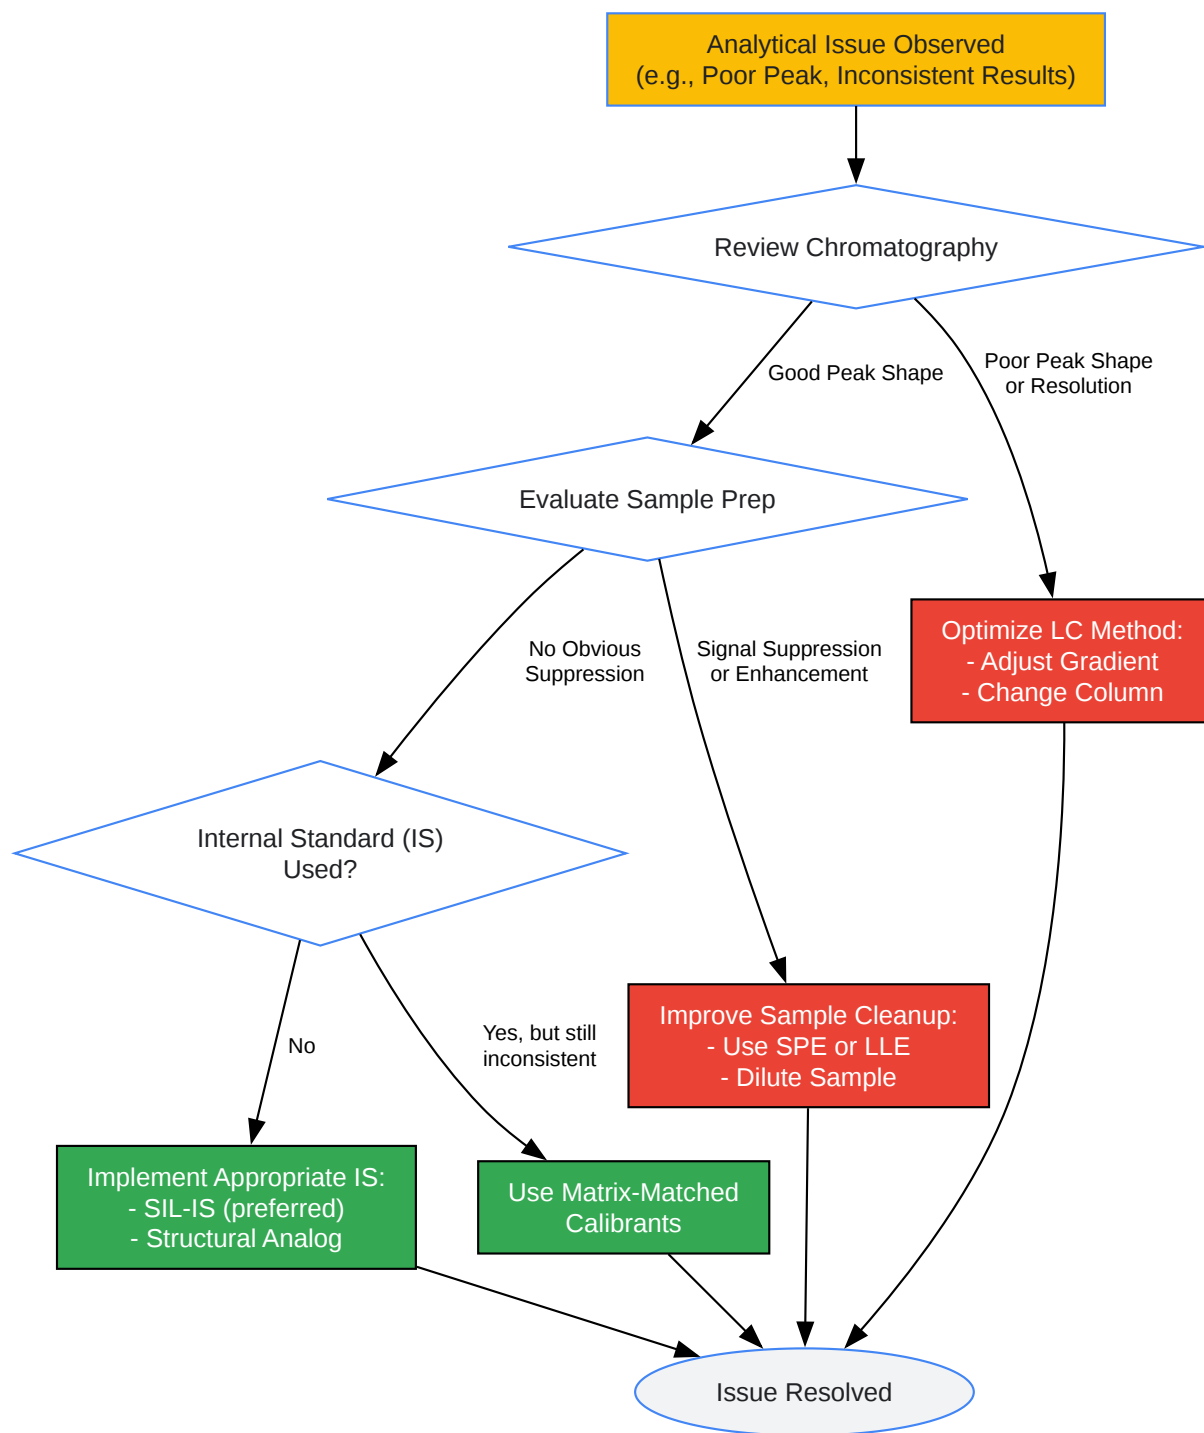 Analytical Issue Observed
(e.g., Poor Peak, Inconsistent Results)
Review Chromatography
Good Peak Shape
Poor Peak Shape
or Resolution
Evaluate Sample Prep
No Obvious
Suppression
Signal Suppression
or Enhancement
Optimize LC Method:
- Adjust Gradient
- Change Column
Internal Standard (IS)
Used?
No
Yes, but still
inconsistent
Improve Sample Cleanup:
- Use SPE or LLE
- Dilute Sample
Implement Appropriate IS:
- SIL-IS (preferred)
- Structural Analog
Use Matrix-Matched
Calibrants
Issue Resolved